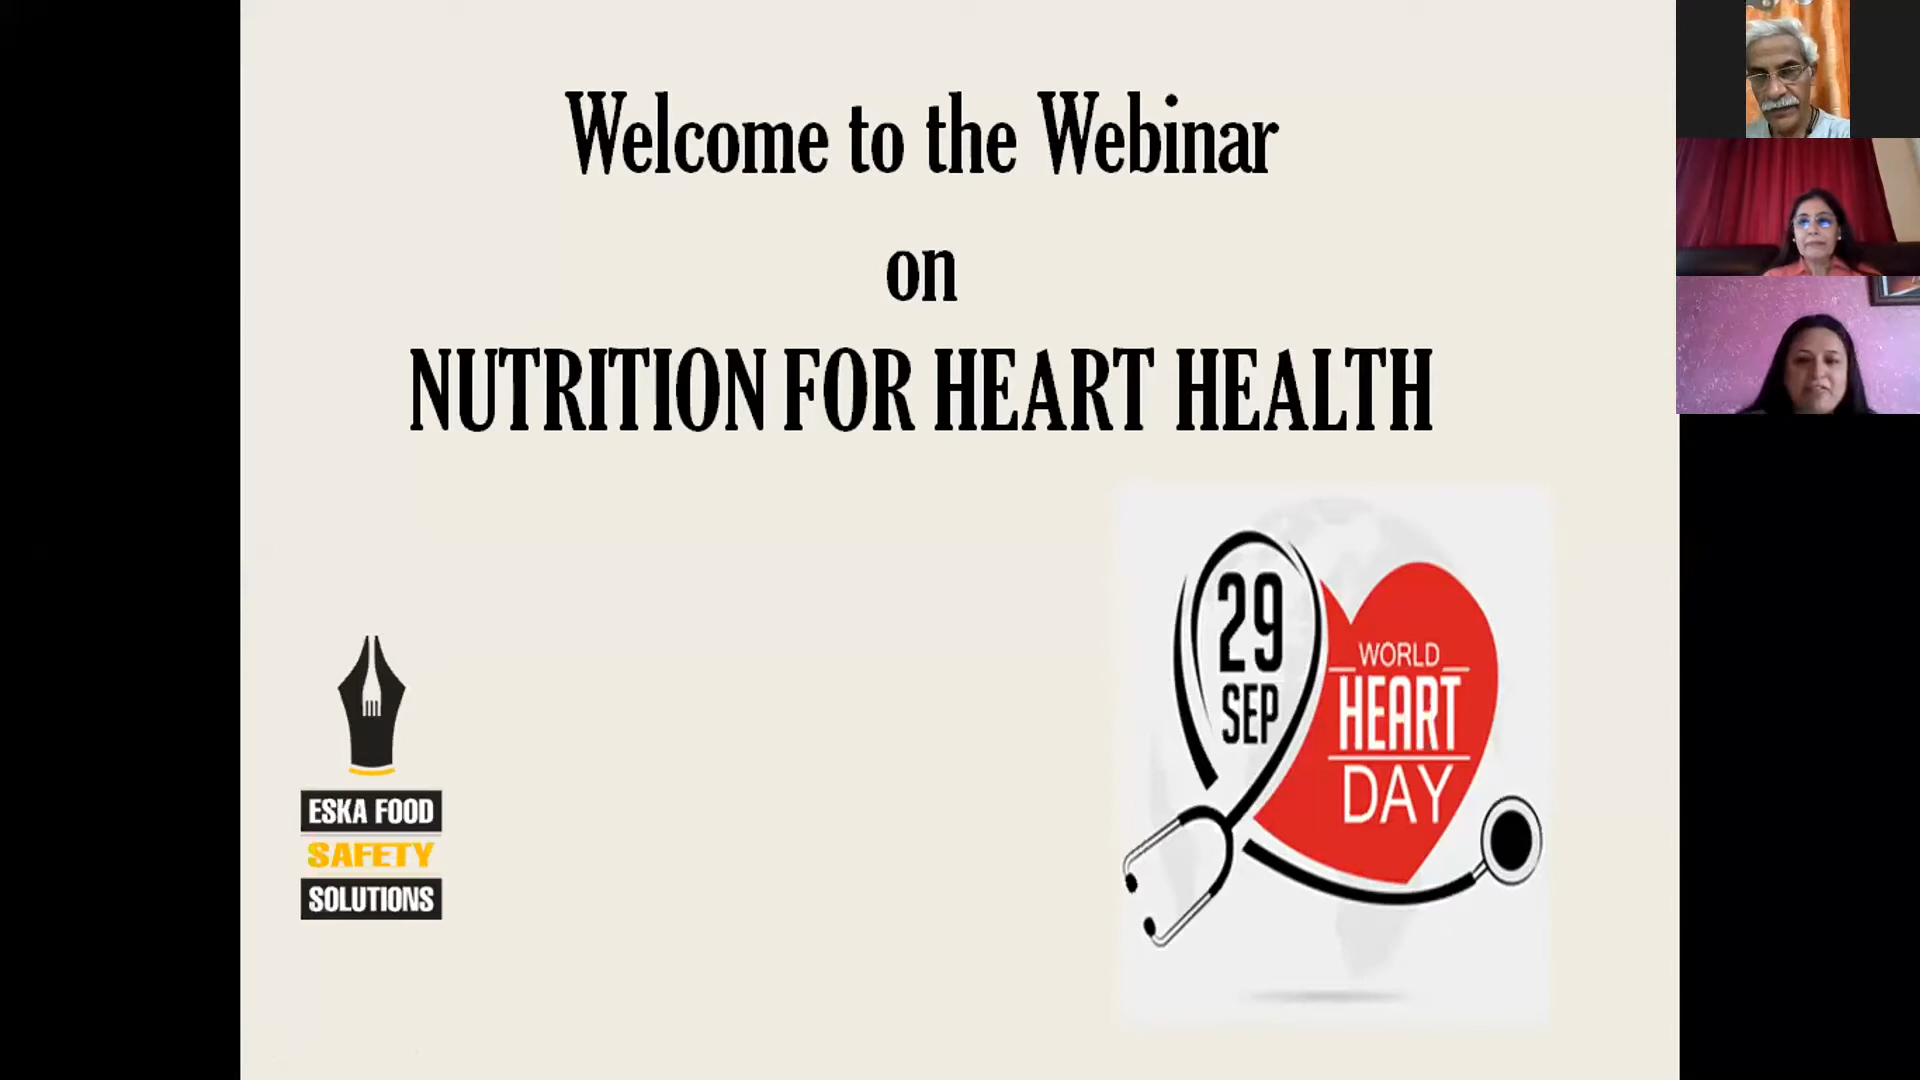 Welcome to the Webinar
on
NUTRITION FOR HEART HEALTH
29
SEP
WORLD
HEART
DAY
ESKA FOOD
SAFETY
SOLUTIONS